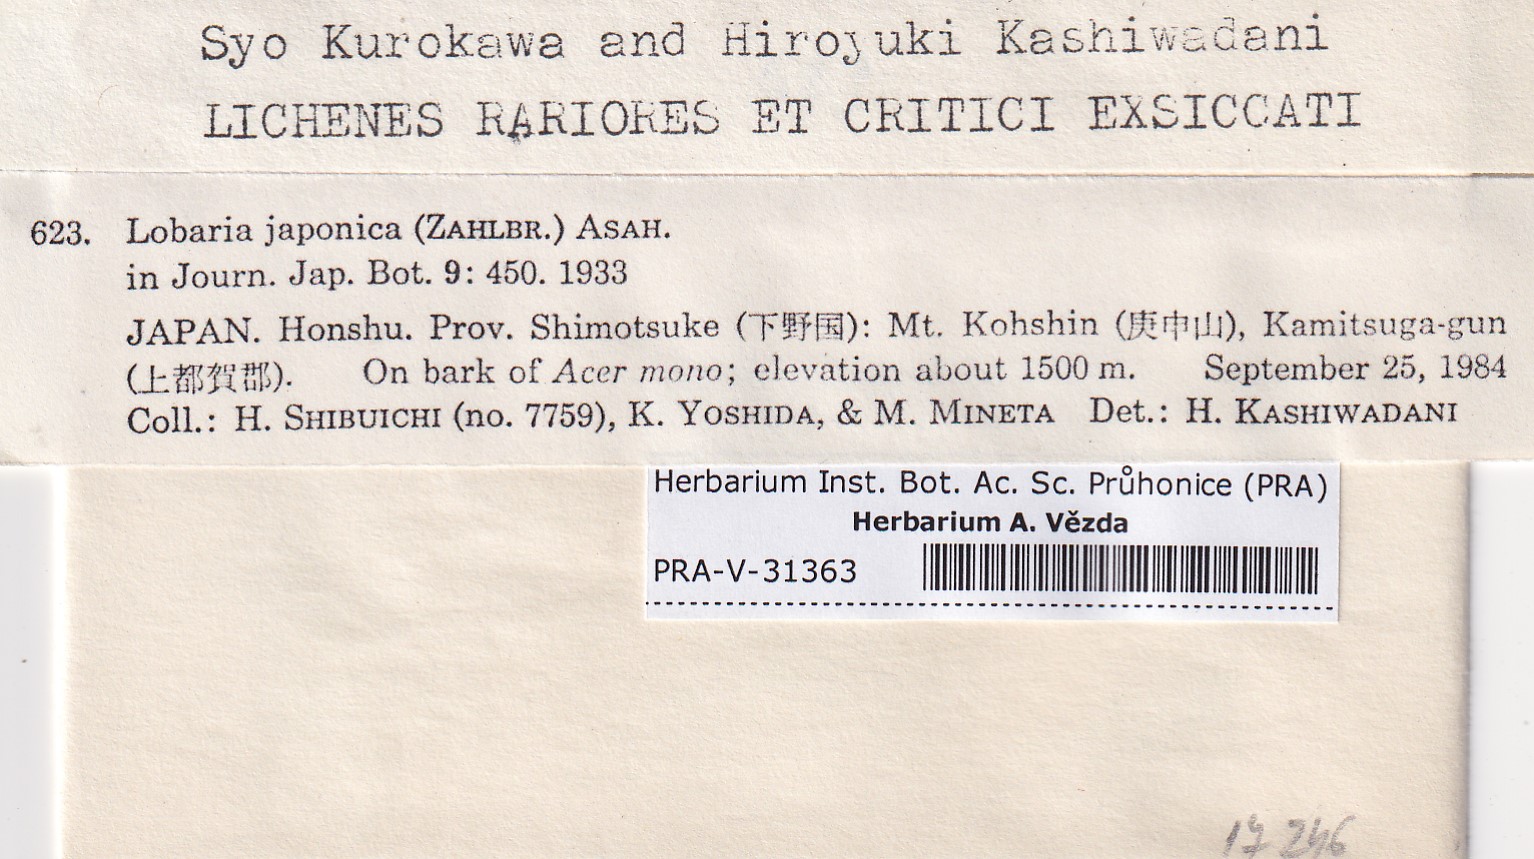 Syo Kurokawa and Hiroyuki Kashiwadani
LICHENES RARIORES ET CRITICI EXSICCATI
623. Lobaria japonica (ZAHLBR.) ASAH.
in Journ. Jap. Bot. 9: 450. 1933
JAPAN. Honshu. Prov. Shimotsuke (下野国): Mt. Kohshin (庚申山), Kamitsuga-gun
(上都賀郡). On bark of Acer mono; elevation about 1500 m. September 25, 1984
Coll.: H. SHIBUICHI (no. 7759), K. YOSHIDA, & M. MINETA Det.: H. KASHIWADANI
Herbarium Inst. Bot. Ac. Sc. Průhonice (PRA)
Herbarium A. Vězda
PRA-V-31363
17 246